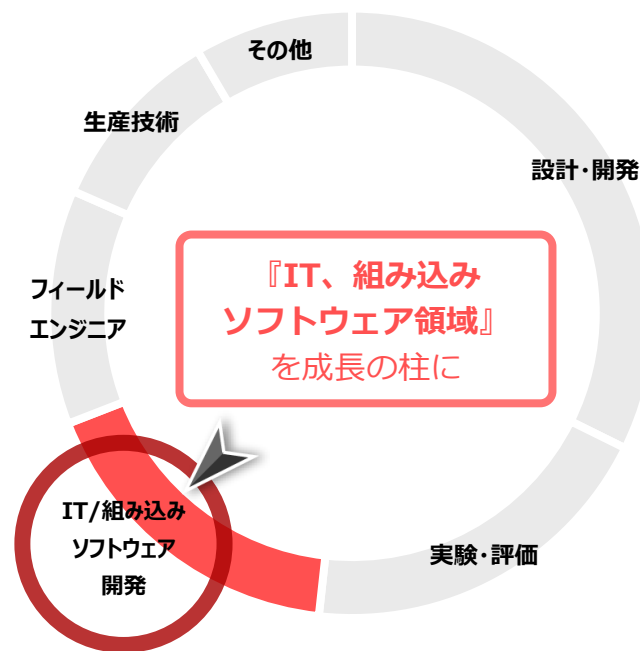 その他
生産技術
設計・開発
『IT、組み込み
ソフトウェア領域』
を成長の柱に
フィールド
エンジニア
IT/組み込み
ソフトウェア
開発
実験・評価